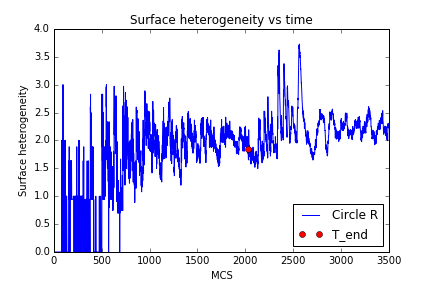 Surface heterogeneity vs time
4.0
3.5
3.0
2.5
2.0
1.5
1.0
0.5
0.0
Surface heterogeneity
0 500 1000 1500 2000 2500 3000 3500
MCS
Circle R
T_end